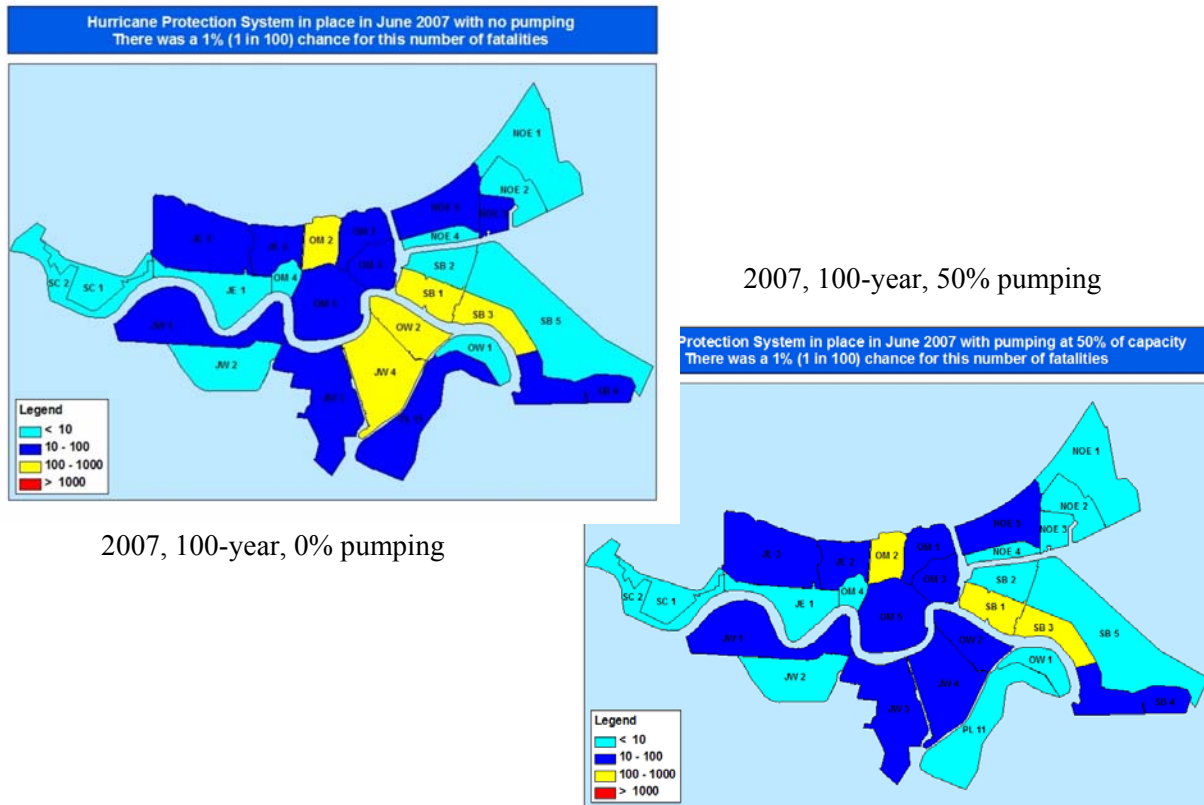 Hurricane Protection System in place in June 2007 with no pumping
There was a 1% (1 in 100) chance for this number of fatalities
NOE 1
NOE 2
NOE 5
NOE 4
OM 2
OM 4
OM 5
SB 2
SB 1
SB 3
SB 5
SC 2
SC 1
JE 1
JW 1
OW 2
OW 1
JW 2
JW 4
Legend
< 10
10 - 100
100 - 1000
> 1000
2007, 100-year, 0% pumping
2007, 100-year, 50% pumping
Protection System in place in June 2007 with pumping at 50% of capacity
There was a 1% (1 in 100) chance for this number of fatalities
NOE 1
NOE 2
NOE 5
NOE 3
NOE 4
JE 2
OM 2
OM 1
OM 3
OM 4
SB 2
SC 2
SC 1
JE 1
OM 5
SB 1
SB 3
SB 5
JW 1
OW 2
OW 1
JW 2
JW 4
JW 3
SB 4
PL 11
Legend
< 10
10 - 100
100 - 1000
> 1000